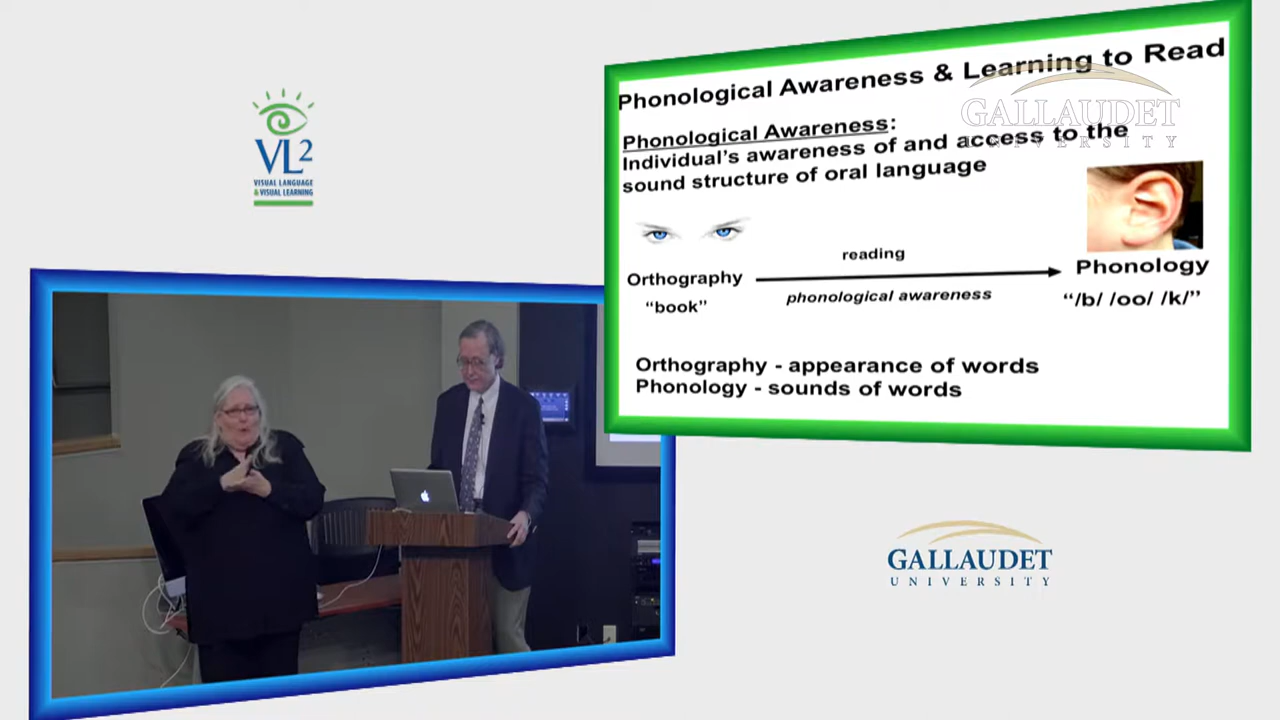 VL2
VISUAL LANGUAGE
& VISUAL LEARNING
Phonological Awareness & Learning to Read
GALLAUDET
UNIVERSITY
Phonological Awareness:
Individual's awareness of and access to the
sound structure of oral language
reading
Orthography
Phonology
phonological awareness
"book"
"/b/ /oo/ /k/"
Orthography - appearance of words
Phonology - sounds of words
GALLAUDET
UNIVERSITY